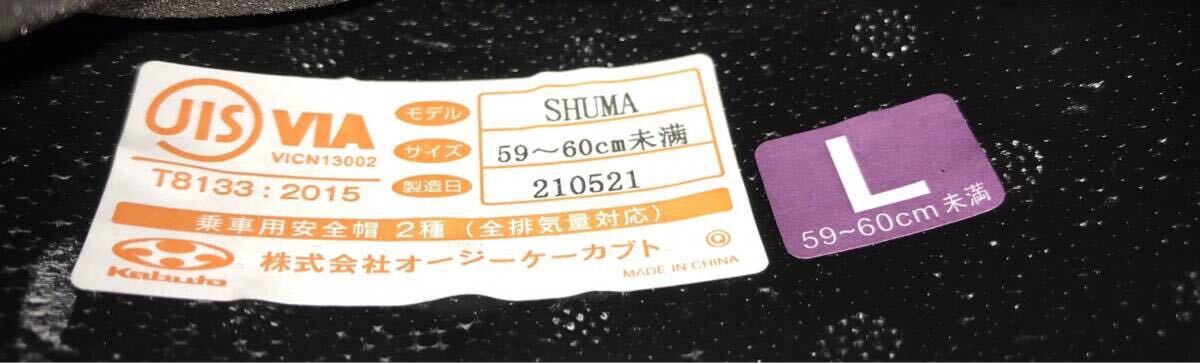 JIS VIA
VICN13002
T8133:2015
モデル SHUMA
サイズ 59～60cm未満
製造日 210521
乗車用安全帽 2種 (全排気量対応)
Kabuto 株式会社オージーケーカブト Q
MADE IN CHINA
L
59~60cm未満